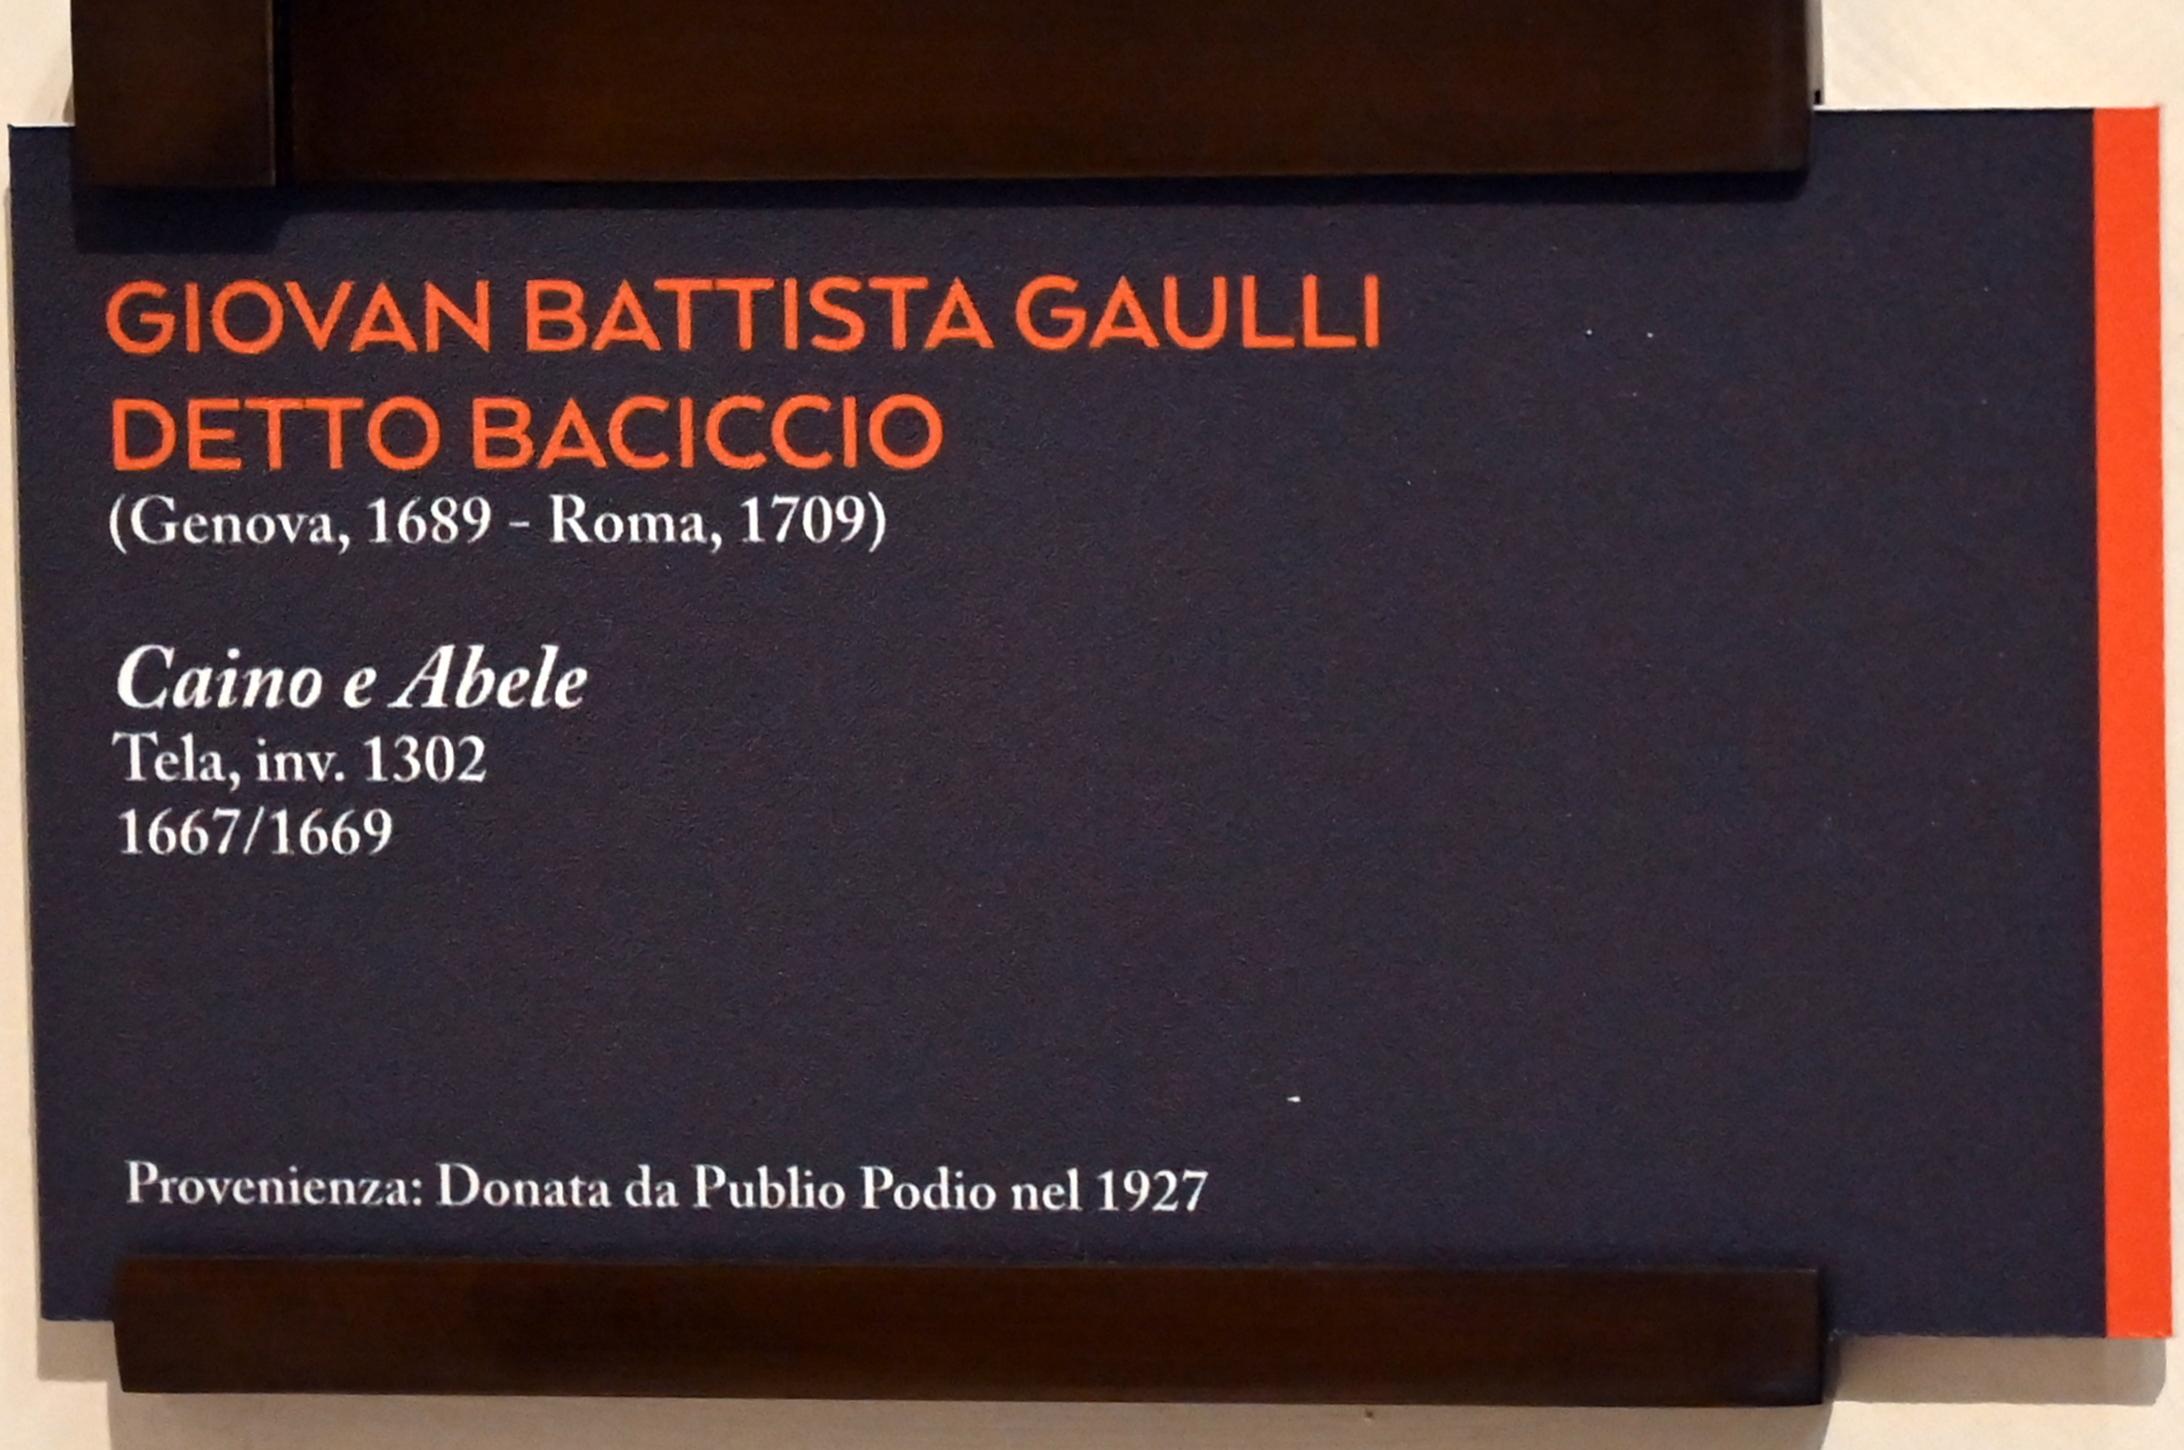 GIOVAN BATTISTA GAULLI
DETTO BACICCIO
(Genova, 1689 - Roma, 1709)
Caino e Abele
Tela, inv. 1302
1667/1669
Provenienza: Donata da Publio Podio nel 1927